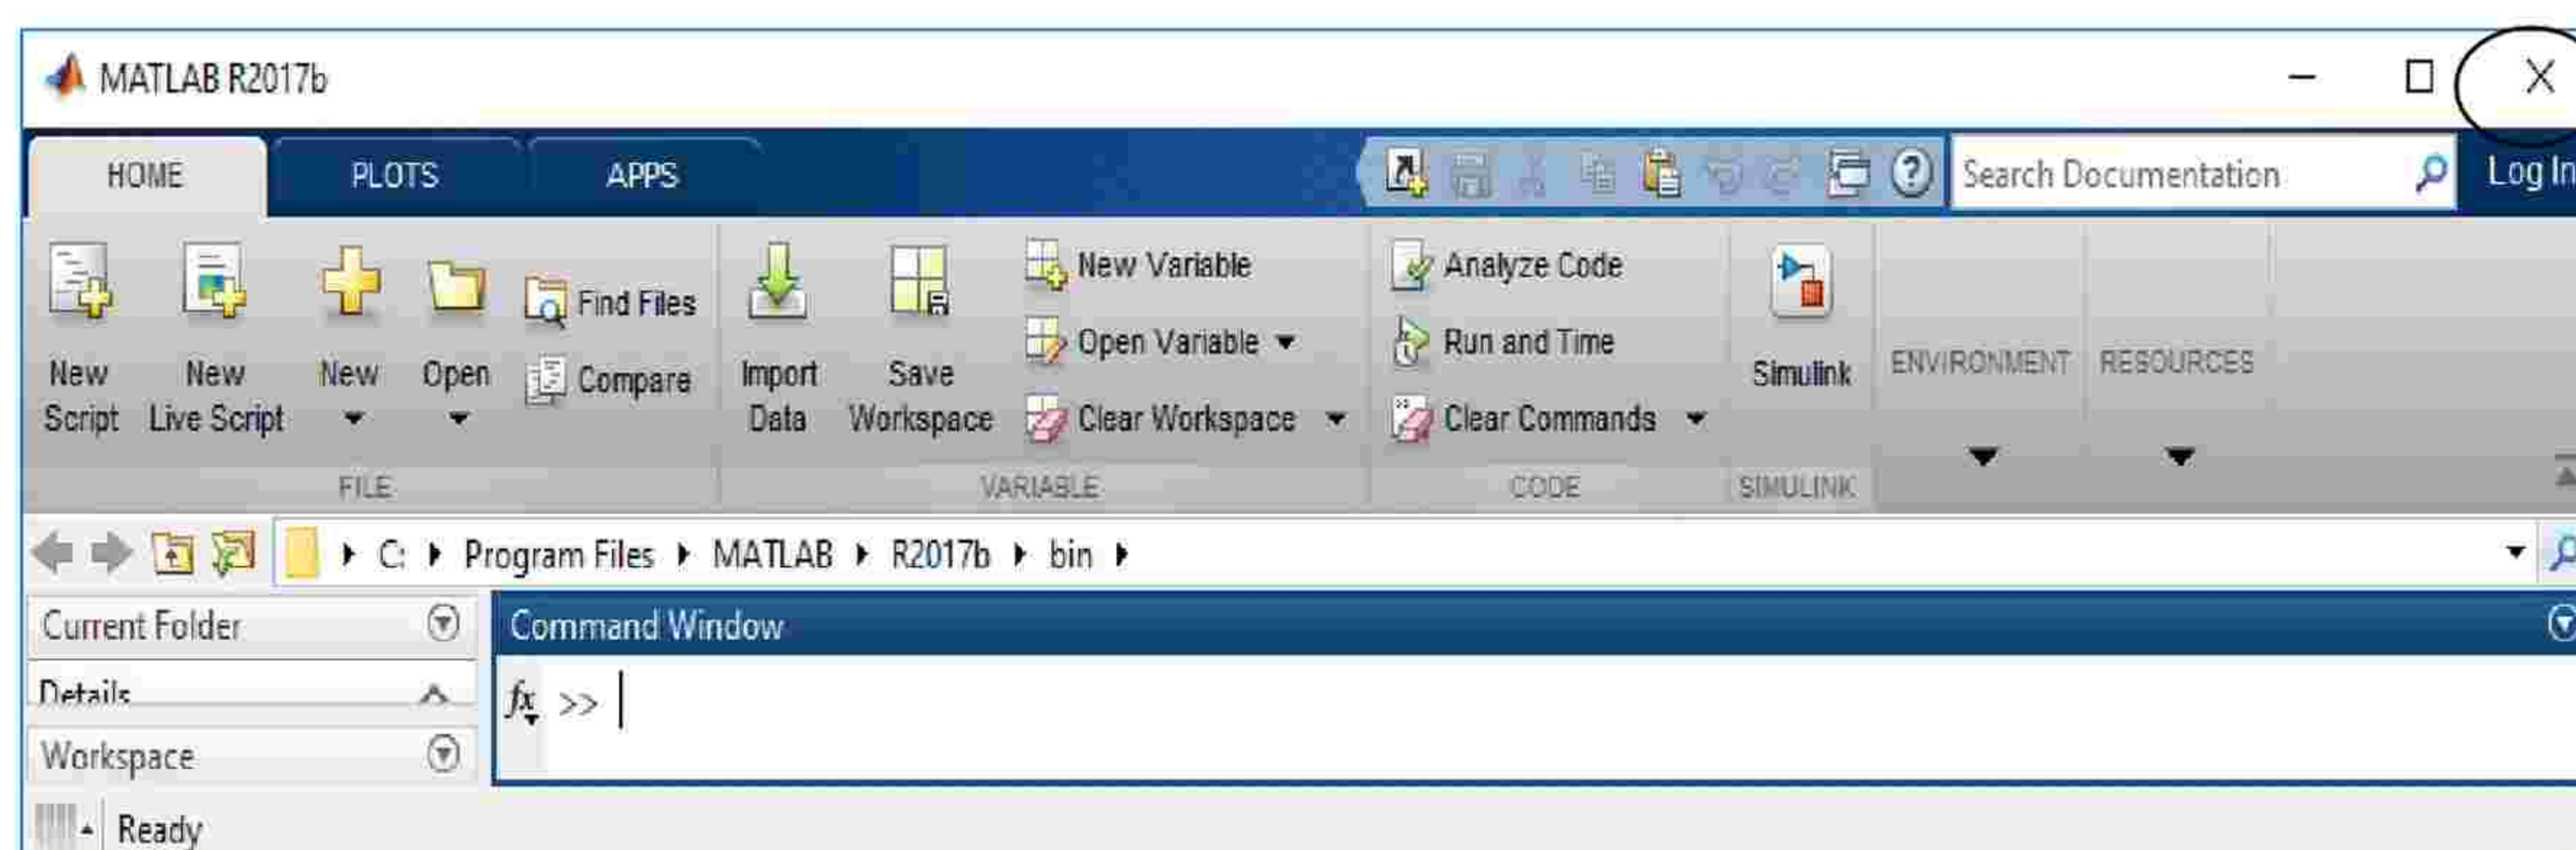 MATLAB R2017b
HOME PLOTS APPS Search Documentation Log In
New Script New Live Script New Open Find Files Compare Import Data Save Workspace New Variable Open Variable Clear Workspace Analyze Code Run and Time Clear Commands Simulink ENVIRONMENT RESOURCES
FILE VARIABLE CODE SIMULINK
C: Program Files MATLAB R2017b bin
Current Folder Command Window
Details
fx >>
Workspace
Ready